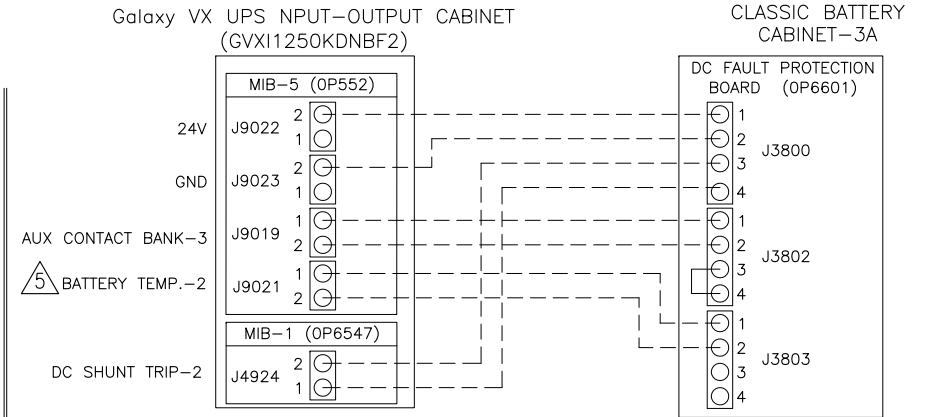 Galaxy VX UPS NPUT-OUTPUT CABINET
(GVXI1250KDNBF2)
CLASSIC BATTERY
CABINET-3A
MIB-5 (0P552)
24V
J9022
2
1
GND
J9023
2
1
AUX CONTACT BANK-3
J9019
1
2
5
BATTERY TEMP.-2
J9021
1
2
MIB-1 (0P6547)
DC SHUNT TRIP-2
J4924
2
1
DC FAULT PROTECTION
BOARD (0P6601)
1
2
3
4
J3800
1
2
3
4
J3802
1
2
3
4
J3803